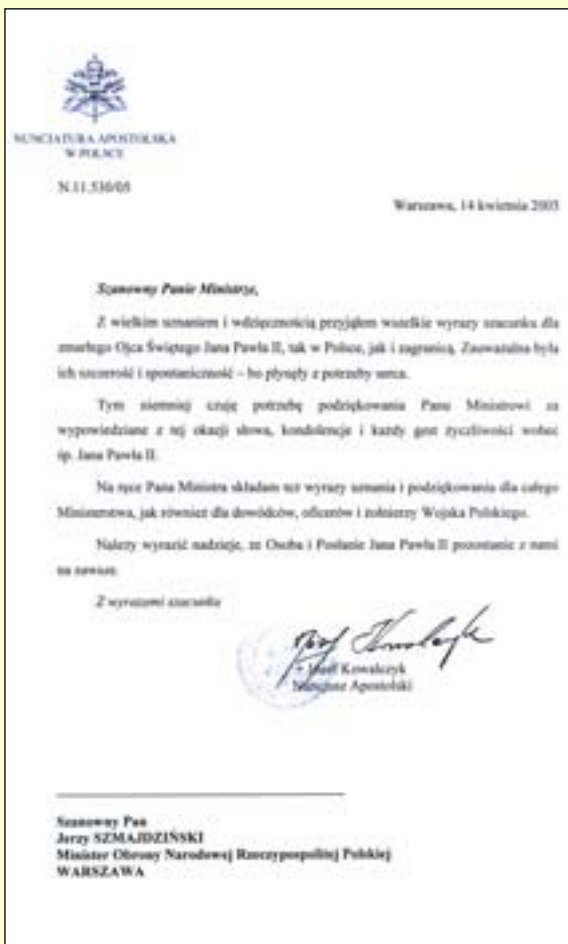 NUNCIATURA APOSTOLSKA
W POLSCE
N.11.530/05
Warszawa, 14 kwietnia 2005
Szanowny Panie Ministrze,
Z wielkim uznaniem i wdzięcznością przyjąłem wszelkie wyrazy szacunku dla
zmarłego Ojca Świętego Jana Pawła II, tak w Polsce, jak i zagranicą. Zauważalna była
ich szczerość i spontaniczność – bo płynęły z potrzeby serca.
Tym niemniej czuję potrzebę podziękowania Panu Ministrowi za
wypowiedziane z tej okazji słowa, kondolencje i każdy gest życzliwości wobec
śp. Jana Pawła II.
Na ręce Pana Ministra składam też wyrazy uznania i podziękowania dla całego
Ministerstwa, jak również dla dowódców, oficerów i żołnierzy Wojska Polskiego.
Należy wyrazić nadzieję, że Osoba i Posłanie Jana Pawła II pozostanie z nami
na zawsze.
Z wyrazami szacunku
+ Józef Kowalczyk
Nuncjusz Apostolski
Szanowny Pan
Jerzy SZMAJDZIŃSKI
Minister Obrony Narodowej Rzeczypospolitej Polskiej
WARSZAWA